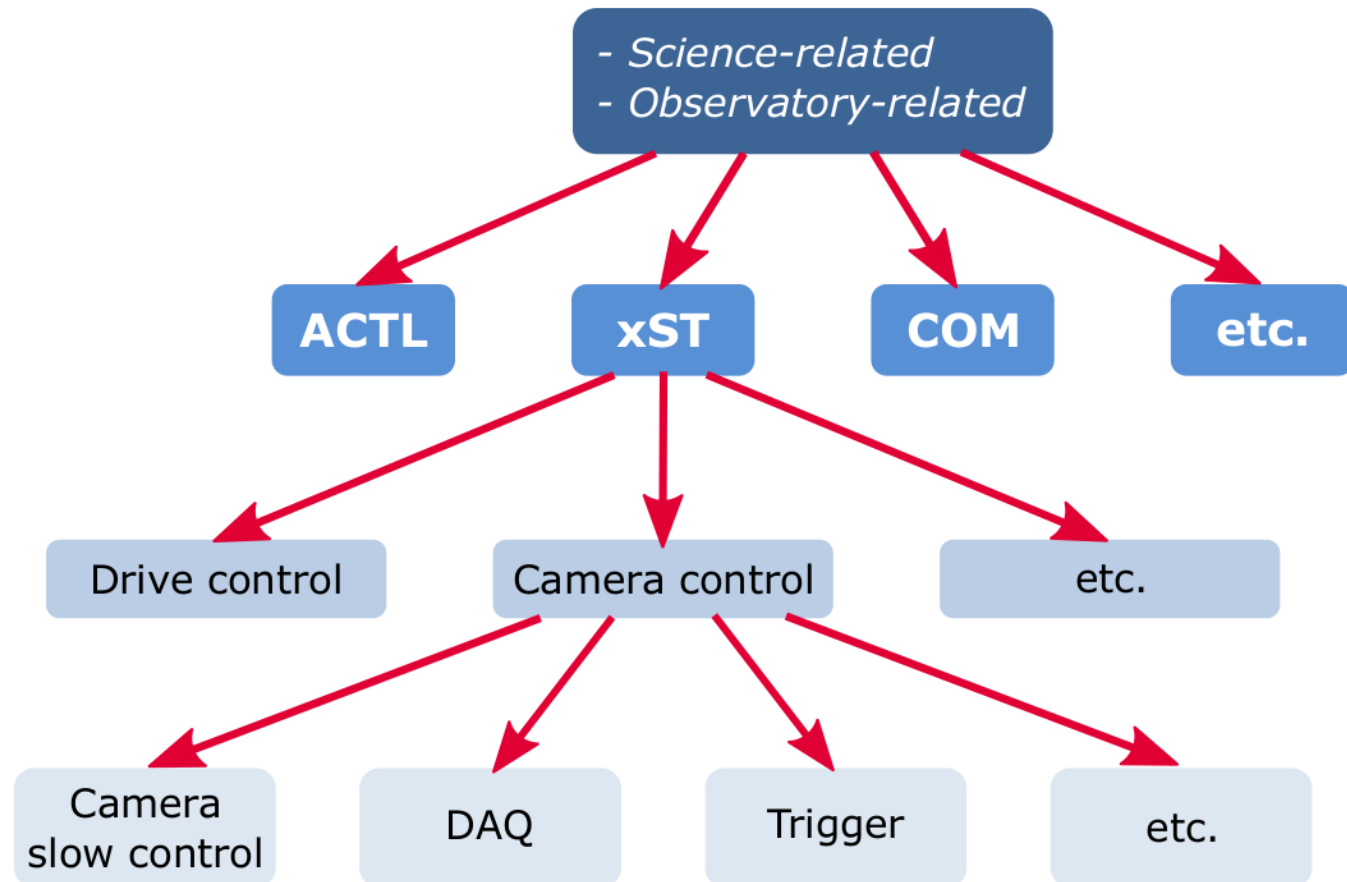 - Science-related
- Observatory-related
ACTL
xST
COM
etc.
Drive control
Camera control
etc.
Camera
slow control
DAQ
Trigger
etc.